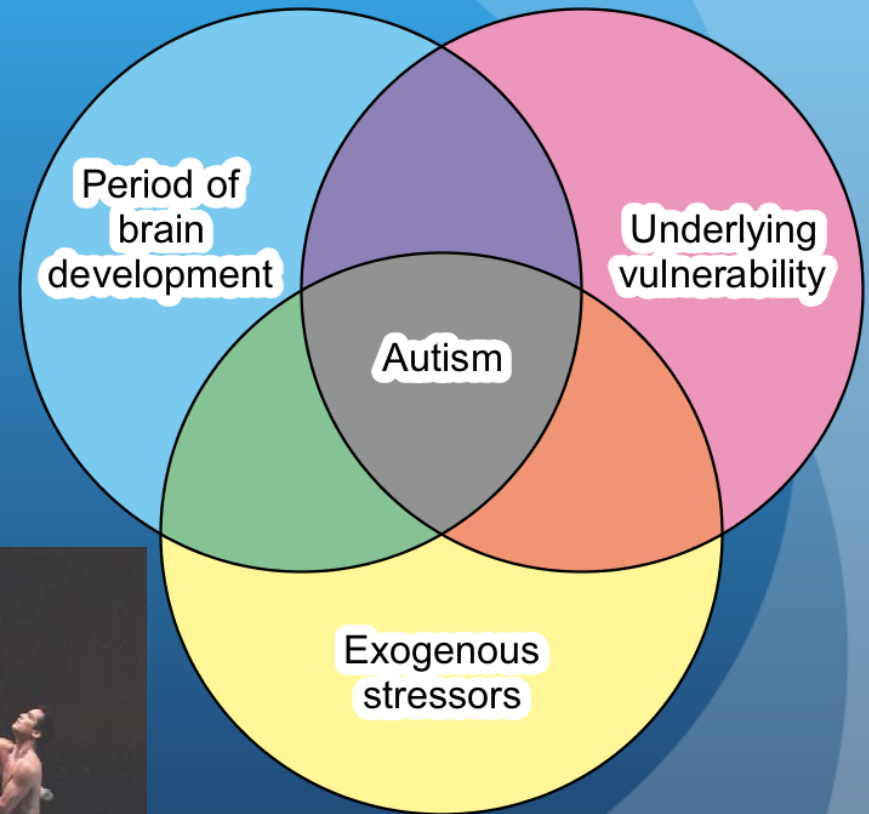 Period of
brain
development
Underlying
vulnerability
Autism
Exogenous
stressors